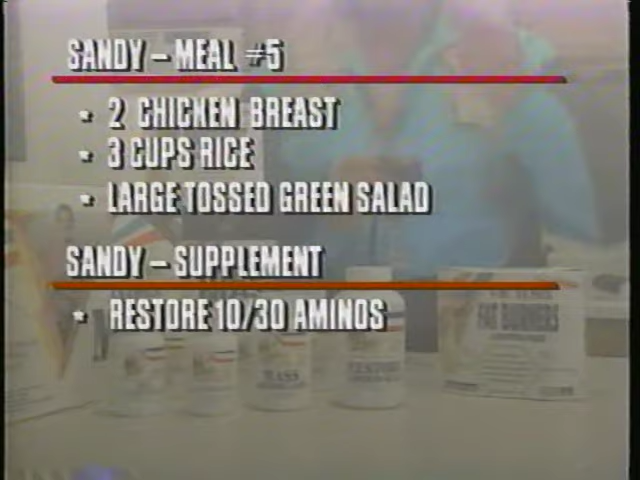 SANDY – MEAL #5
* 2 CHICKEN BREAST
* 3 CUPS RICE
* LARGE TOSSED GREEN SALAD
SANDY – SUPPLEMENT
* RESTORE 10/30 AMINOS
FAT BURNERS
MASS